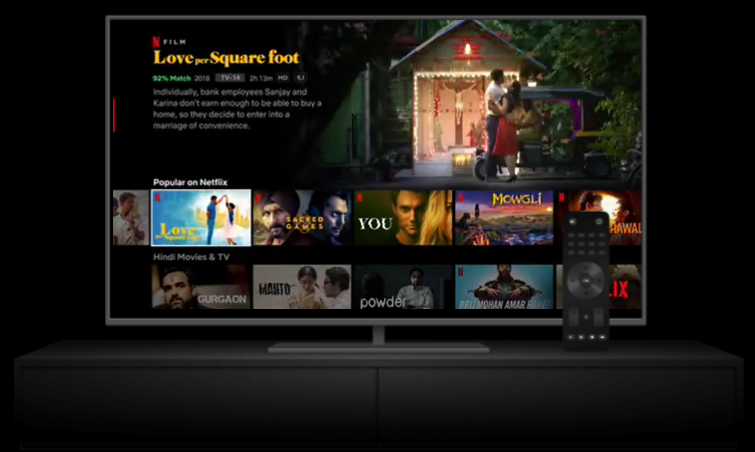 N FILM
Love per Square foot
92% Match 2018 TV-14 2h 13m HD 5.1
Individually, bank employees Sanjay and
Karina don't earn enough to be able to buy a
home, so they decide to enter into a
marriage of convenience.
Popular on Netflix
Love per Square foot
SACRED GAMES
YOU
MOWGLI
HAWAL
Hindi Movies & TV
GURGAON
MANTO
powder
BRIJMOHAN AMAR RAHE
LIX